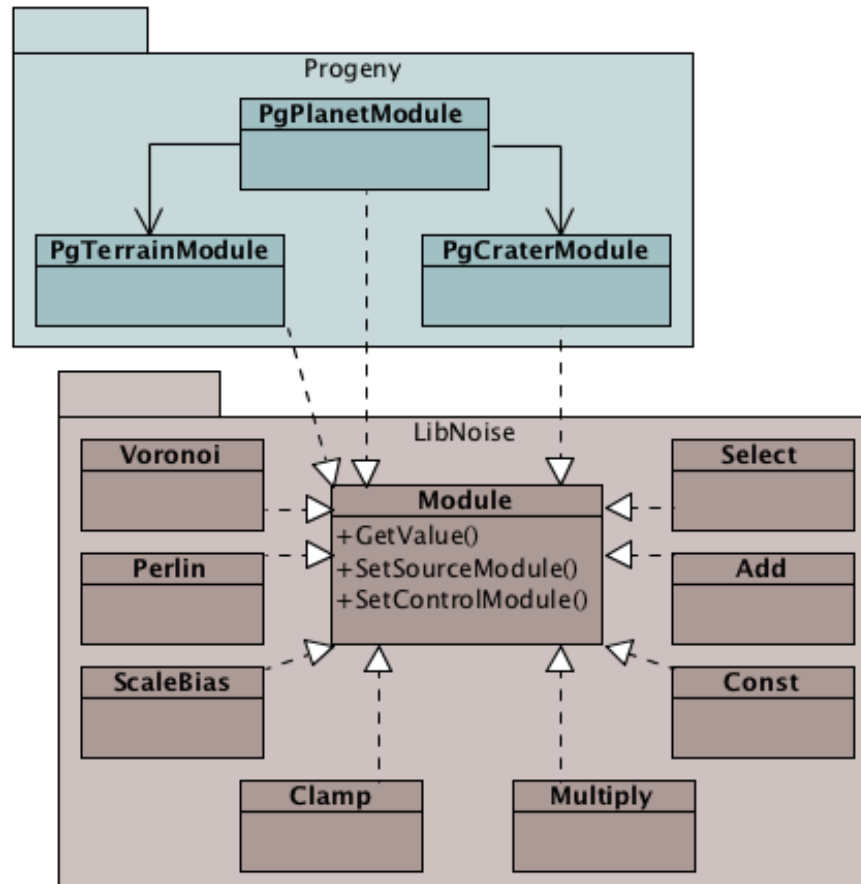 Progeny
PgPlanetModule
PgTerrainModule
PgCraterModule
LibNoise
Voronoi
Select
Module
+GetValue()
+SetSourceModule()
+SetControlModule()
Perlin
Add
ScaleBias
Const
Clamp
Multiply